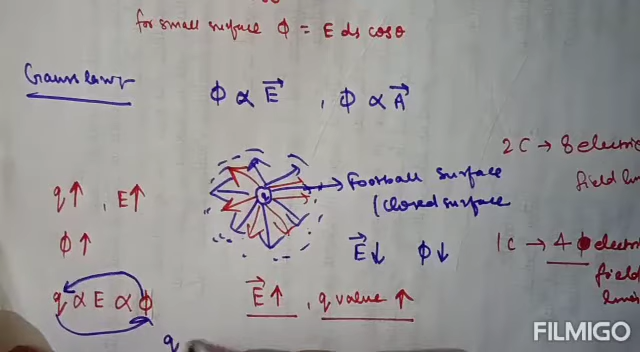 for small surface ϕ = E ds cosθ
Gauss law
ϕ ∝ E⃗ , ϕ ∝ A⃗
2C → 8 electric
field lin
q↑ , E↑
Football surface
(closed surface
ϕ↑
E⃗↓ ϕ↓
1C → 4 electri
field
lines
q ∝ E ∝ ϕ
E⃗↑ , q value ↑
q
FILMIGO